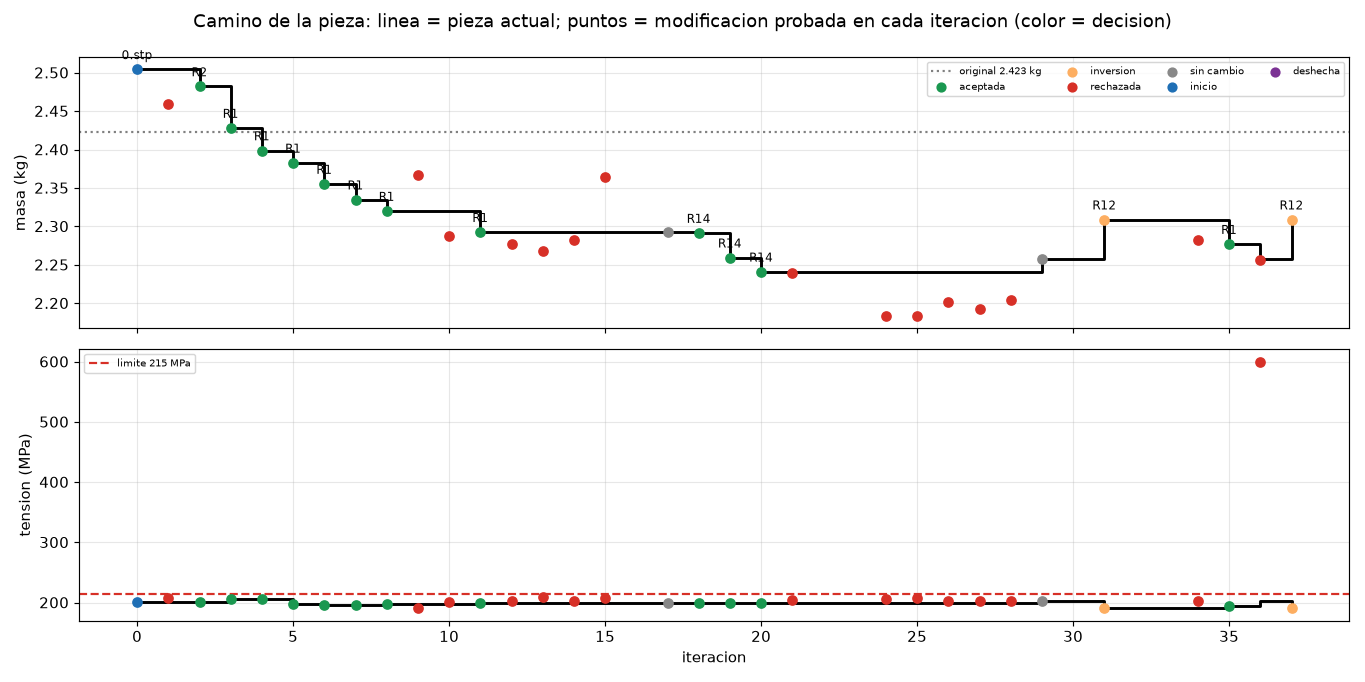 Camino de la pieza: linea = pieza actual; puntos = modificacion probada en cada iteracion (color = decision)
0.stp
R2
R1
R1
R1
R1
R1
R1
R1
R14
R14
R14
R12
R1
R12
original 2.423 kg
aceptada
inversion
rechazada
sin cambio
inicio
deshecha
masa (kg)
2.50
2.45
2.40
2.35
2.30
2.25
2.20
limite 215 MPa
tension (MPa)
600
500
400
300
200
0 5 10 15 20 25 30 35
iteracion